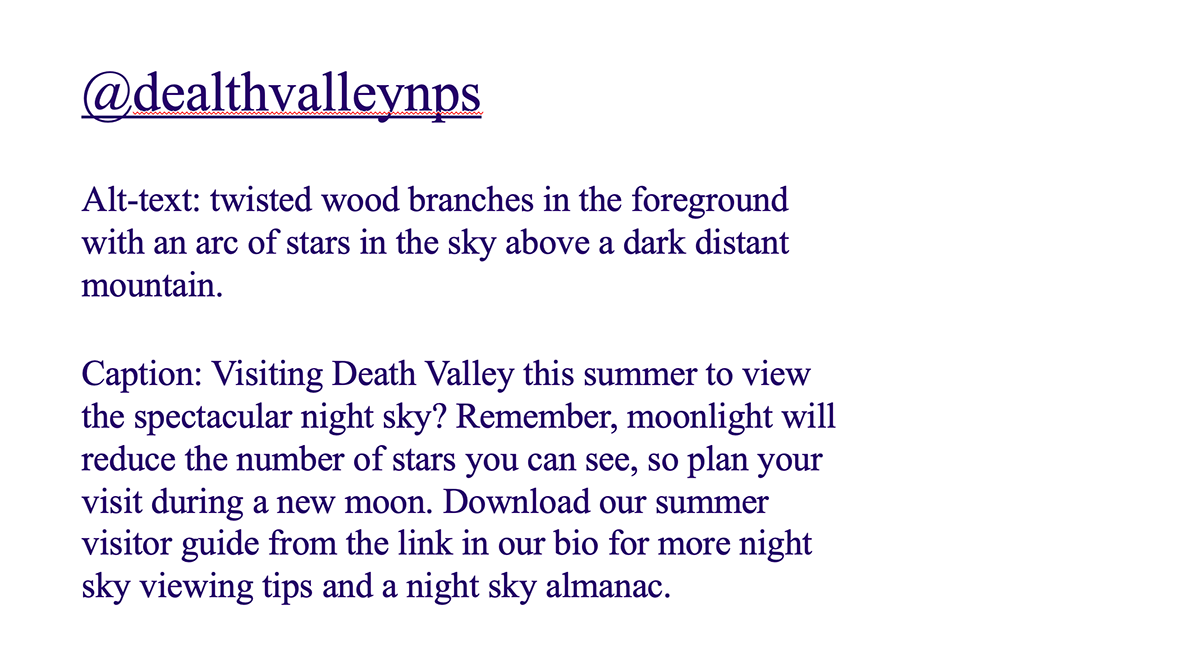 @dealthvalleynps
Alt-text: twisted wood branches in the foreground
with an arc of stars in the sky above a dark distant
mountain.
Caption: Visiting Death Valley this summer to view
the spectacular night sky? Remember, moonlight will
reduce the number of stars you can see, so plan your
visit during a new moon. Download our summer
visitor guide from the link in our bio for more night
sky viewing tips and a night sky almanac.